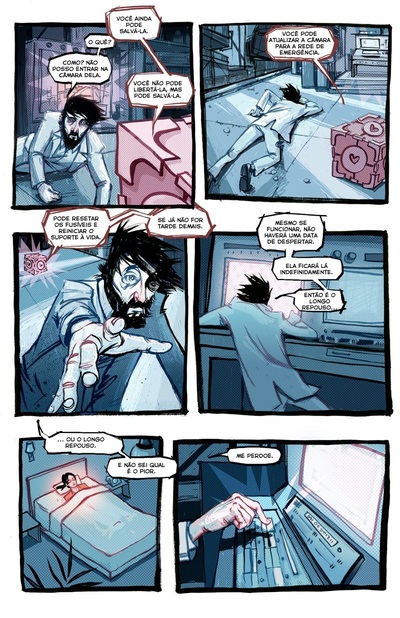 VOCÊ AINDA
PODE
SALVÁ-LA.
O QUÊ?
COMO? NÃO
POSSO ENTRAR NA
CÂMARA DELA.
VOCÊ NÃO PODE
LIBERTÁ-LA, MAS
PODE SALVÁ-LA.
VOCÊ PODE
ATUALIZAR A CÂMARA
PARA A REDE DE
EMERGÊNCIA.
PODE RESETAR
OS FUSÍVEIS E
REINICIAR O
SUPORTE À VIDA.
SE JÁ NÃO FOR
TARDE DEMAIS.
MESMO SE
FUNCIONAR, NÃO
HAVERÁ UMA DATA
DE DESPERTAR.
ELA FICARÁ LÁ
INDEFINIDAMENTE.
ENTÃO É O
LONGO
REPOUSO...
... OU O LONGO
REPOUSO.
E NÃO SEI QUAL
É O PIOR.
ME PERDOE.